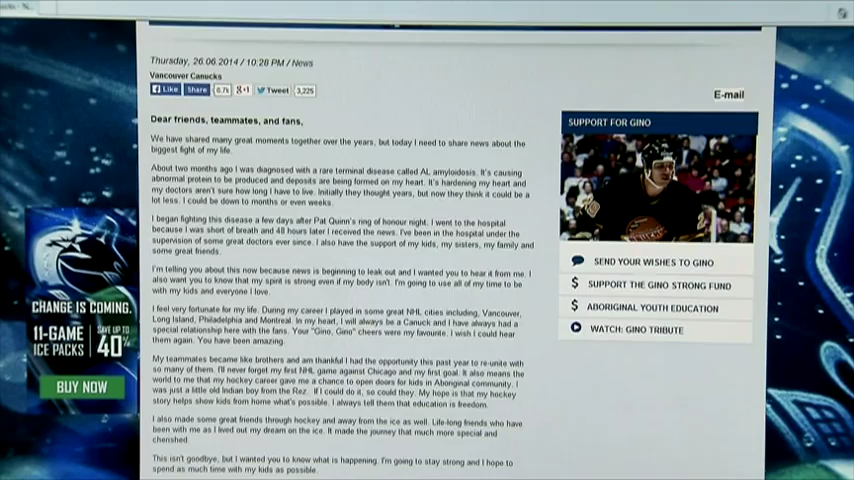 Thursday, 26.06.2014 / 10:28 PM / News
Vancouver Canucks
Like Share 8.7k g+1 Tweet 3,225
E-mail
Dear friends, teammates, and fans,
We have shared many great moments together over the years, but today I need to share news about the
biggest fight of my life.
About two months ago I was diagnosed with a rare terminal disease called AL amyloidosis. It's causing
abnormal protein to be produced and deposits are being formed on my heart. It's hardening my heart and
my doctors aren't sure how long I have to live. Initially they thought years, but now they think it could be a
lot less. I could be down to months or even weeks.
I began fighting this disease a few days after Pat Quinn's ring of honour night. I went to the hospital
because I was short of breath and 48 hours later I received the news. I've been in the hospital under the
supervision of some great doctors ever since. I also have the support of my kids, my sisters, my family and
some great friends.
I'm telling you about this now because news is beginning to leak out and I wanted you to hear it from me. I
also want you to know that my spirit is strong even if my body isn't. I'm going to use all of my time to be
with my kids and everyone I love.
I feel very fortunate for my life. During my career I played in some great NHL cities including, Vancouver,
Long Island, Philadelphia and Montreal. In my heart, I will always be a Canuck and I have always had a
special relationship here with the fans. Your "Gino, Gino" cheers were my favourite. I wish I could hear
them again. You have been amazing.
My teammates became like brothers and am thankful I had the opportunity this past year to re-unite with
so many of them. I'll never forget my first NHL game against Chicago and my first goal. It also means the
world to me that my hockey career gave me a chance to open doors for kids in Aboriginal community. I
was just a little old Indian boy from the Rez. If I could do it, so could they. My hope is that my hockey
story helps show kids from home what's possible. I always tell them that education is freedom.
I also made some great friends through hockey and away from the ice as well. Life-long friends who have
been with me as I lived out my dream on the ice. It made the journey that much more special and
cherished.
This isn't goodbye, but I wanted you to know what is happening. I'm going to stay strong and I hope to
spend as much time with my kids as possible.
SUPPORT FOR GINO
SEND YOUR WISHES TO GINO
$ SUPPORT THE GINO STRONG FUND
$ ABORIGINAL YOUTH EDUCATION
WATCH: GINO TRIBUTE
CHANGE IS COMING.
11-GAME
ICE PACKS
SAVE UP TO
40%
BUY NOW